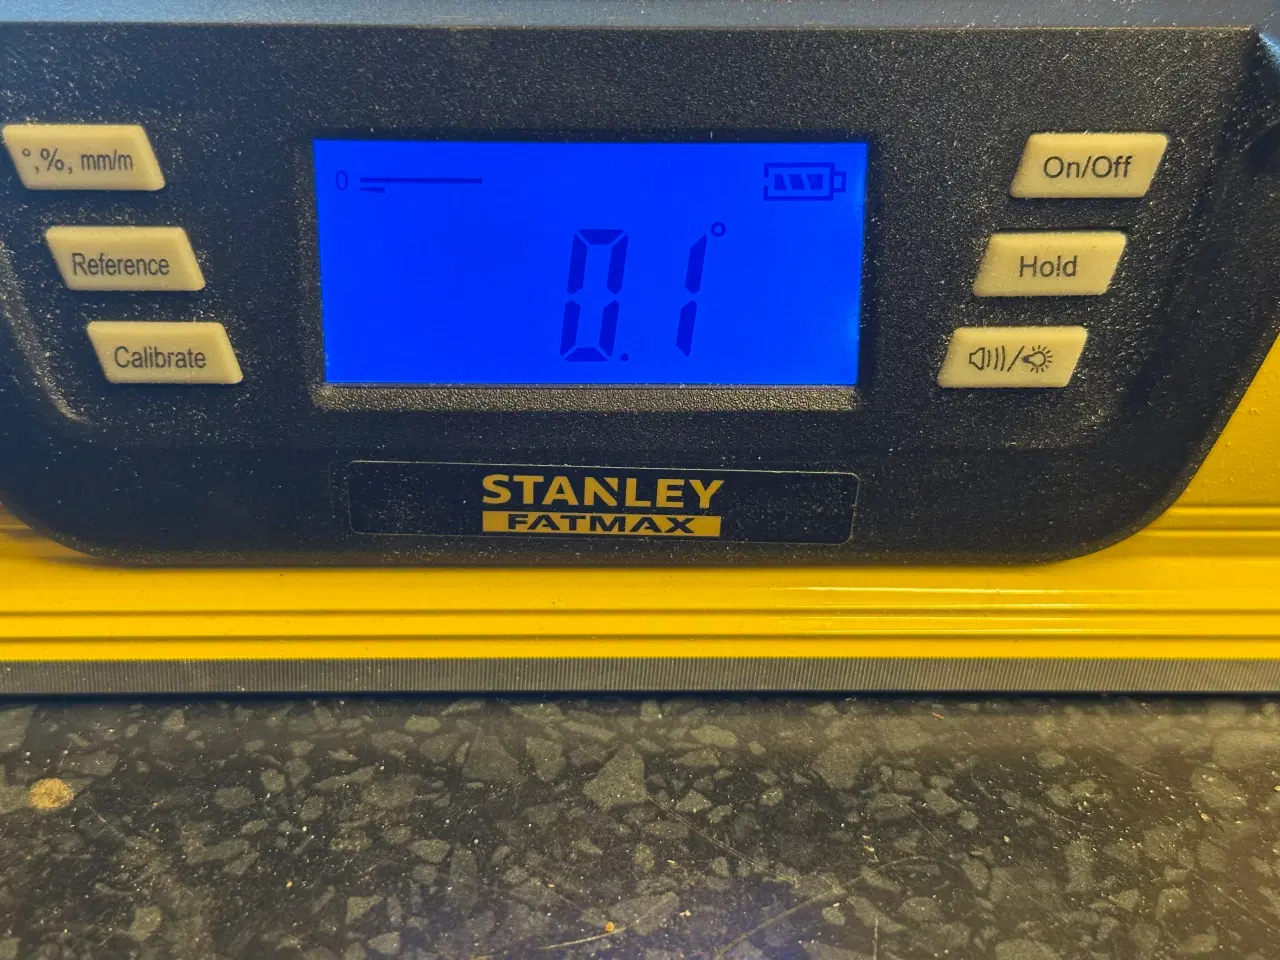 °,%, mm/m
Reference
Calibrate
0
0.1°
On/Off
Hold
/
STANLEY
FATMAX